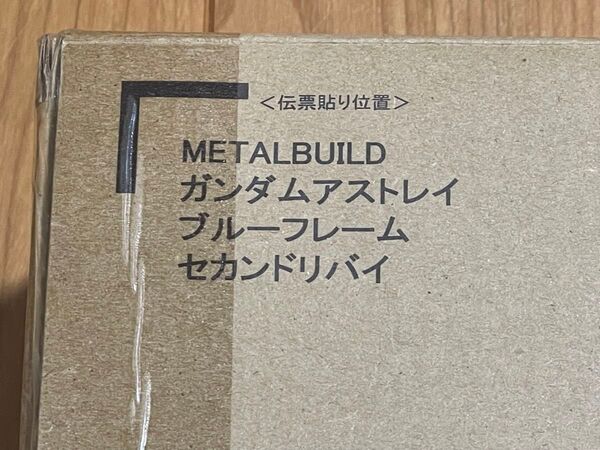 <伝票貼り位置>
METALBUILD
ガンダムアストレイ
ブルーフレーム
セカンドリバイ